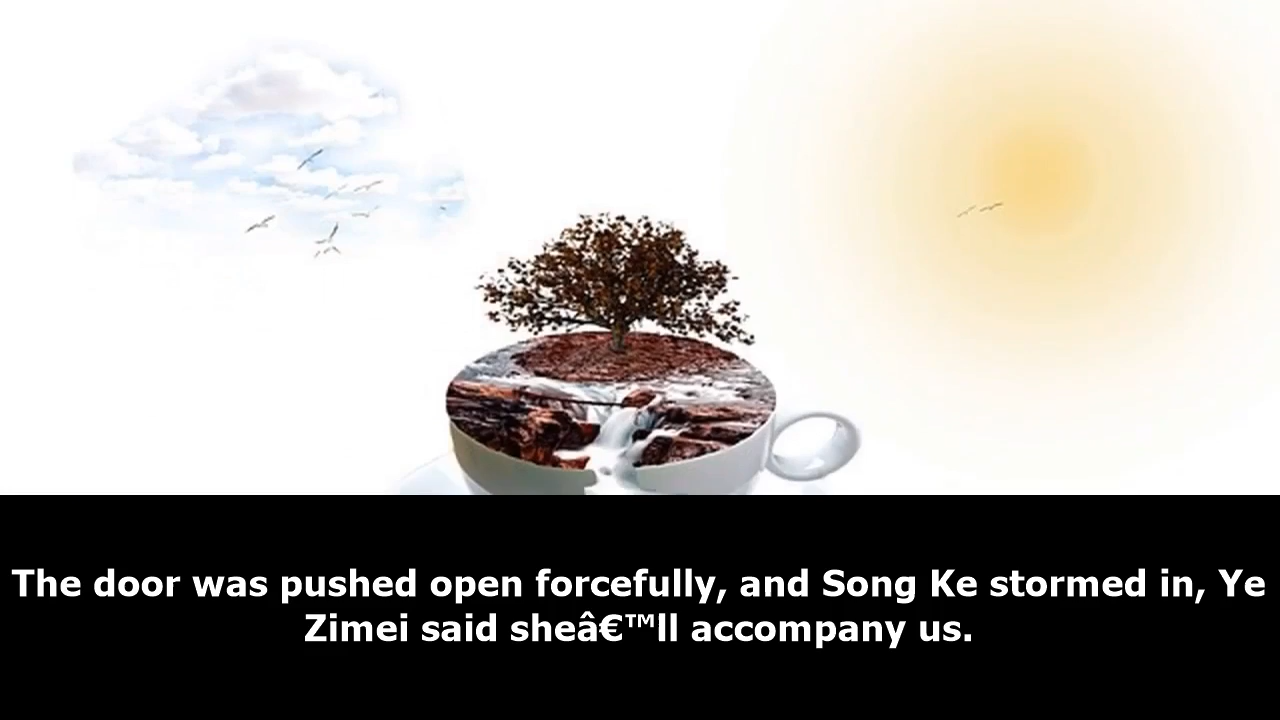 The door was pushed open forcefully, and Song Ke stormed in, Ye
Zimei said sheâ€™ll accompany us.